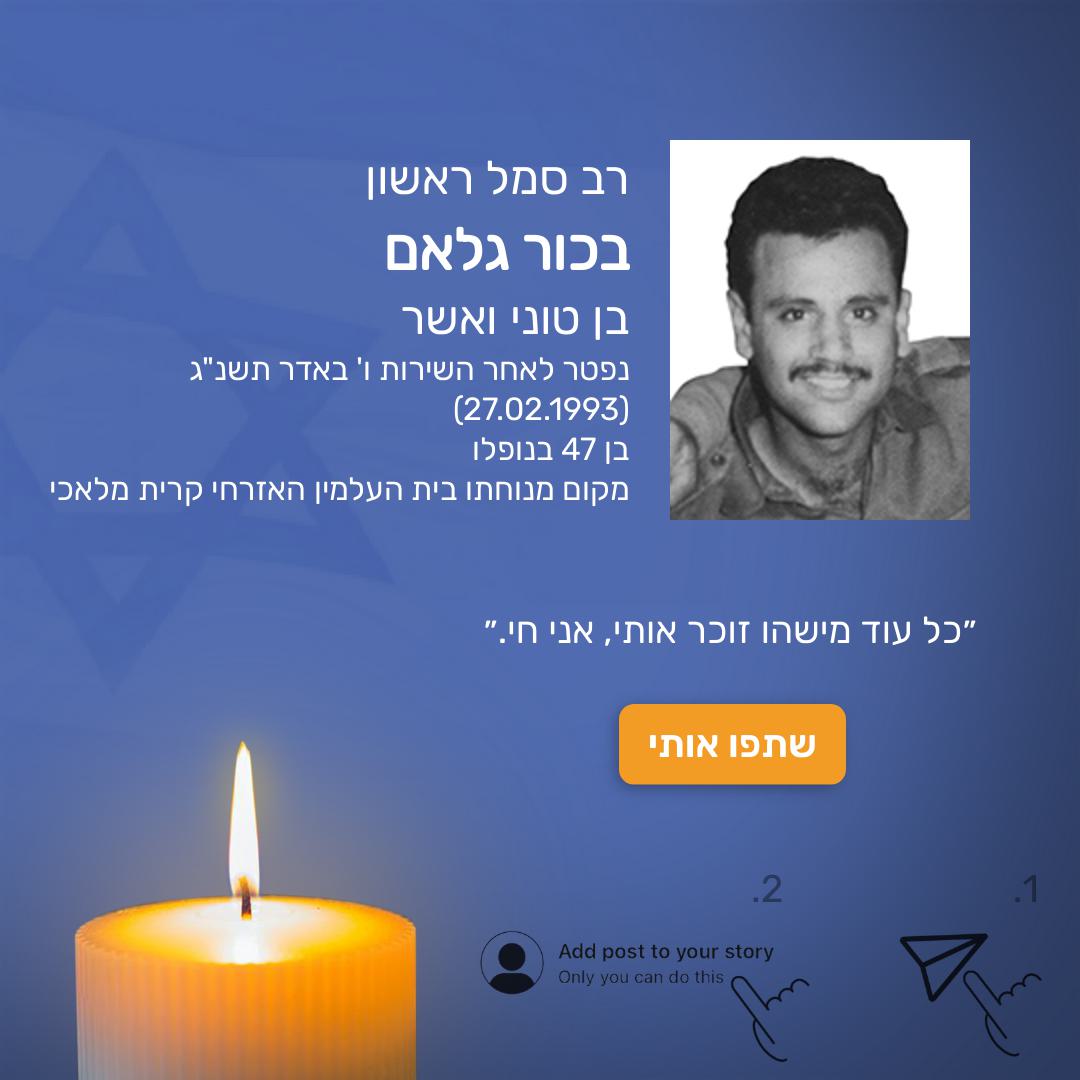 רב סמל ראשון
בכור גלאם
בן טוני ואשר
נפטר לאחר השירות ו' באדר תשנ"ג
(27.02.1993)
בן 47 בנופלו
מקום מנוחתו בית העלמין האזרחי קרית מלאכי
״כל עוד מישהו זוכר אותי, אני חי.״
שתפו אותי
1.
2.
Add post to your story
Only you can do this